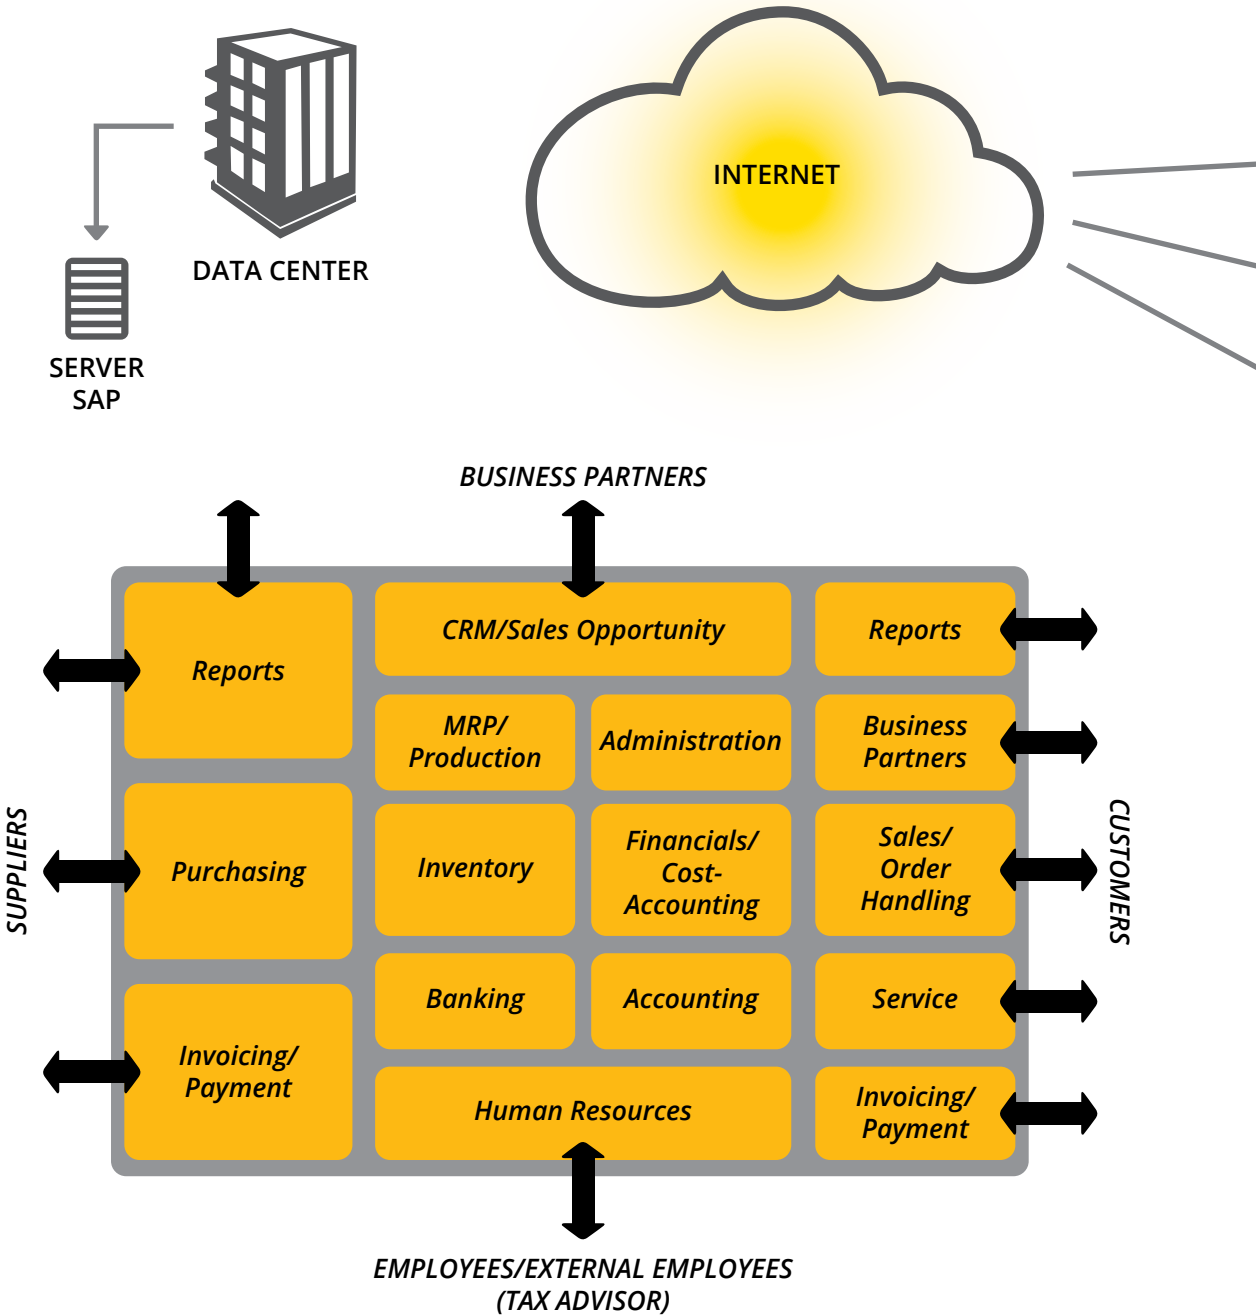 INTERNET
DATA CENTER
SERVER
SAP
BUSINESS PARTNERS
SUPPLIERS
Reports
Purchasing
Invoicing/
Payment
CRM/Sales Opportunity
MRP/
Production
Administration
Inventory
Financials/
Cost-
Accounting
Banking
Accounting
Human Resources
Reports
Business
Partners
Sales/
Order
Handling
Service
Invoicing/
Payment
CUSTOMERS
EMPLOYEES/EXTERNAL EMPLOYEES
(TAX ADVISOR)